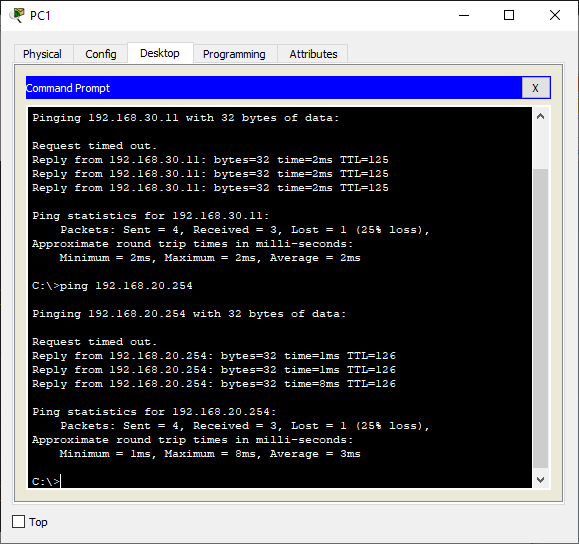 PC1
Physical Config Desktop Programming Attributes
Command Prompt X
Pinging 192.168.30.11 with 32 bytes of data:
Request timed out.
Reply from 192.168.30.11: bytes=32 time=2ms TTL=125
Reply from 192.168.30.11: bytes=32 time=2ms TTL=125
Reply from 192.168.30.11: bytes=32 time=2ms TTL=125
Ping statistics for 192.168.30.11:
Packets: Sent = 4, Received = 3, Lost = 1 (25% loss),
Approximate round trip times in milli-seconds:
Minimum = 2ms, Maximum = 2ms, Average = 2ms
C:\>ping 192.168.20.254
Pinging 192.168.20.254 with 32 bytes of data:
Request timed out.
Reply from 192.168.20.254: bytes=32 time=1ms TTL=126
Reply from 192.168.20.254: bytes=32 time=1ms TTL=126
Reply from 192.168.20.254: bytes=32 time=8ms TTL=126
Ping statistics for 192.168.20.254:
Packets: Sent = 4, Received = 3, Lost = 1 (25% loss),
Approximate round trip times in milli-seconds:
Minimum = 1ms, Maximum = 8ms, Average = 3ms
C:\>
Top